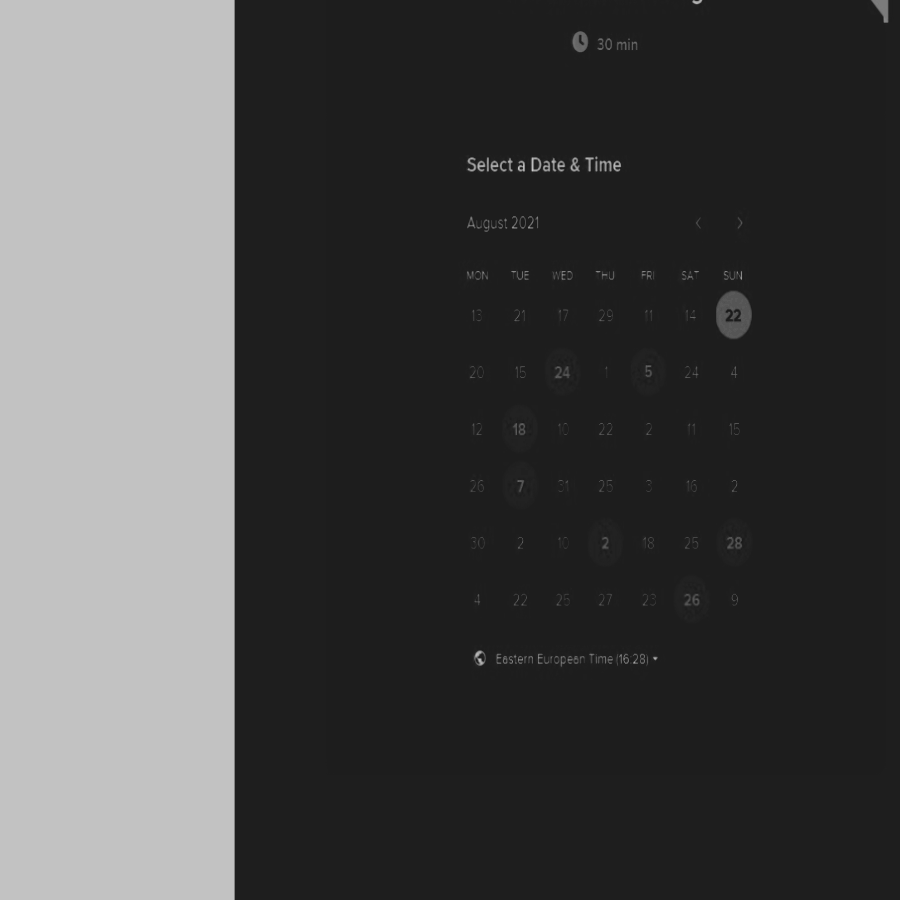 30 min
Select a Date & Time
August 2021
MON TUE WED THU FRI SAT SUN
13 21 17 29 11 14 22
20 15 24 1 5 24 4
12 18 10 22 2 11 15
26 7 31 25 3 16 2
30 2 10 2 18 25 28
4 22 25 27 23 26 9
Eastern European Time (16:28)